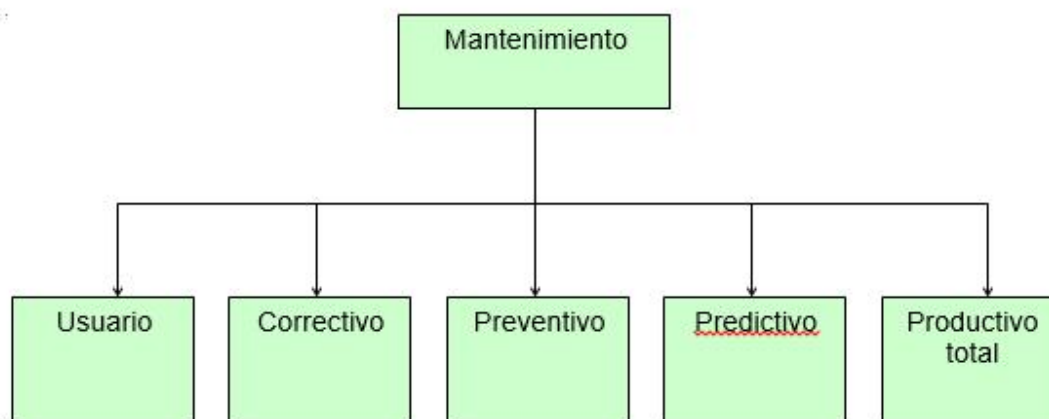 Mantenimiento
Usuario
Correctivo
Preventivo
Predictivo
Productivo
total